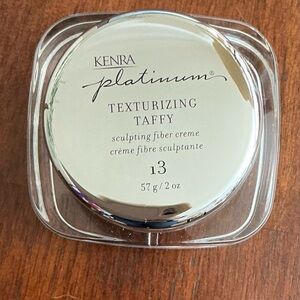 KENRA
platinum®
TEXTURIZING
TAFFY
sculpting fiber creme
crème fibre sculptante
13
57 g / 2 oz